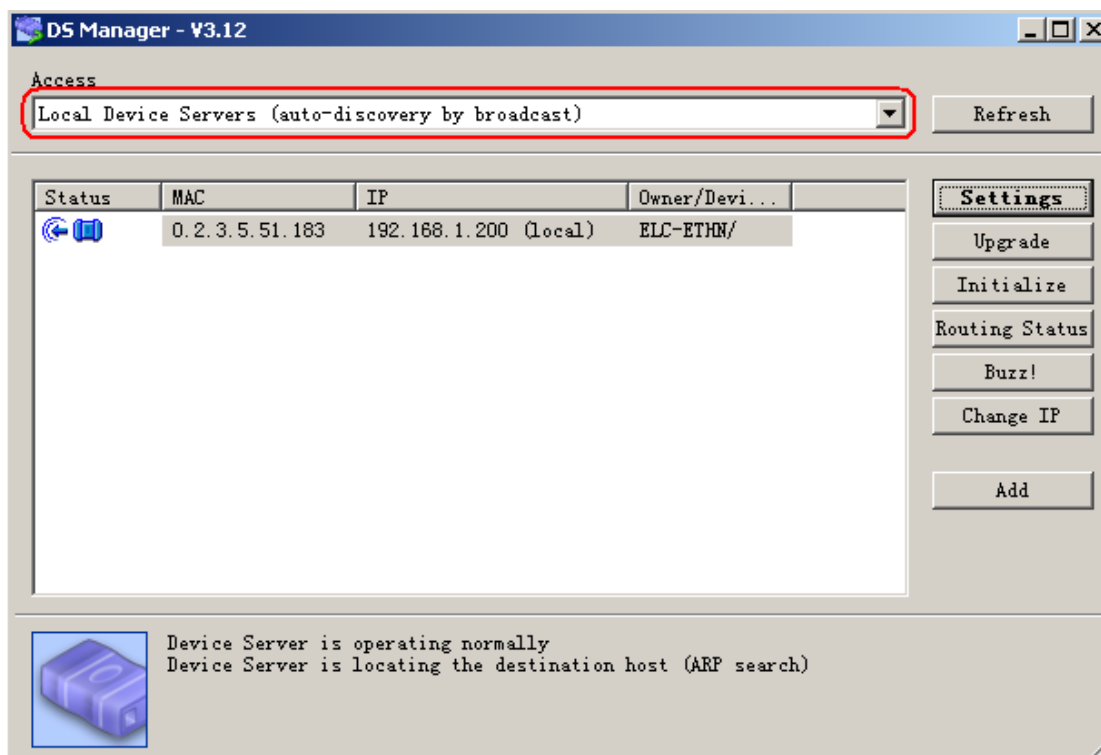 DS Manager - V3.12
Access
Local Device Servers (auto-discovery by broadcast)
Refresh
Status MAC IP Owner/Devi...
0.2.3.5.51.183 192.168.1.200 (local) ELC-ETHN/
Settings
Upgrade
Initialize
Routing Status
Buzz!
Change IP
Add
Device Server is operating normally
Device Server is locating the destination host (ARP search)